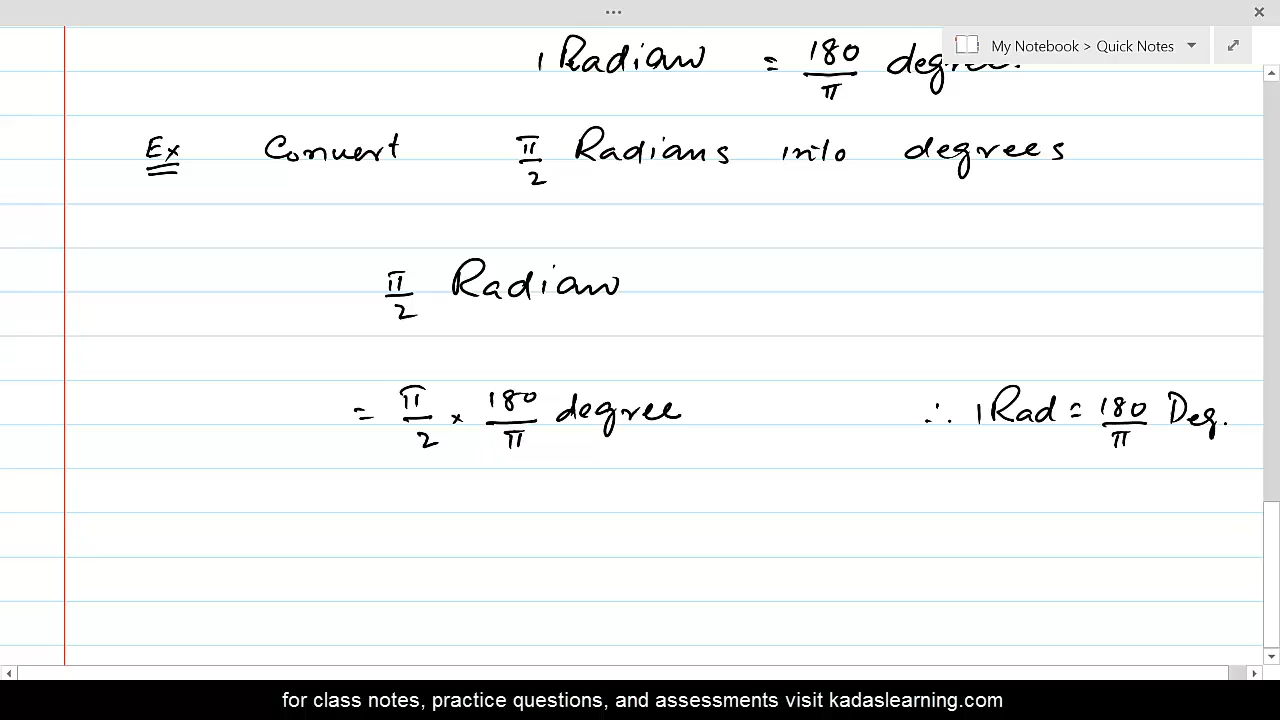 My Notebook > Quick Notes
1 Radian = 180/π degree.
Ex Convert π/2 Radians into degrees
π/2 Radian
= π/2 × 180/π degree ∴ 1 Rad = 180/π Deg.
for class notes, practice questions, and assessments visit kadaslearning.com